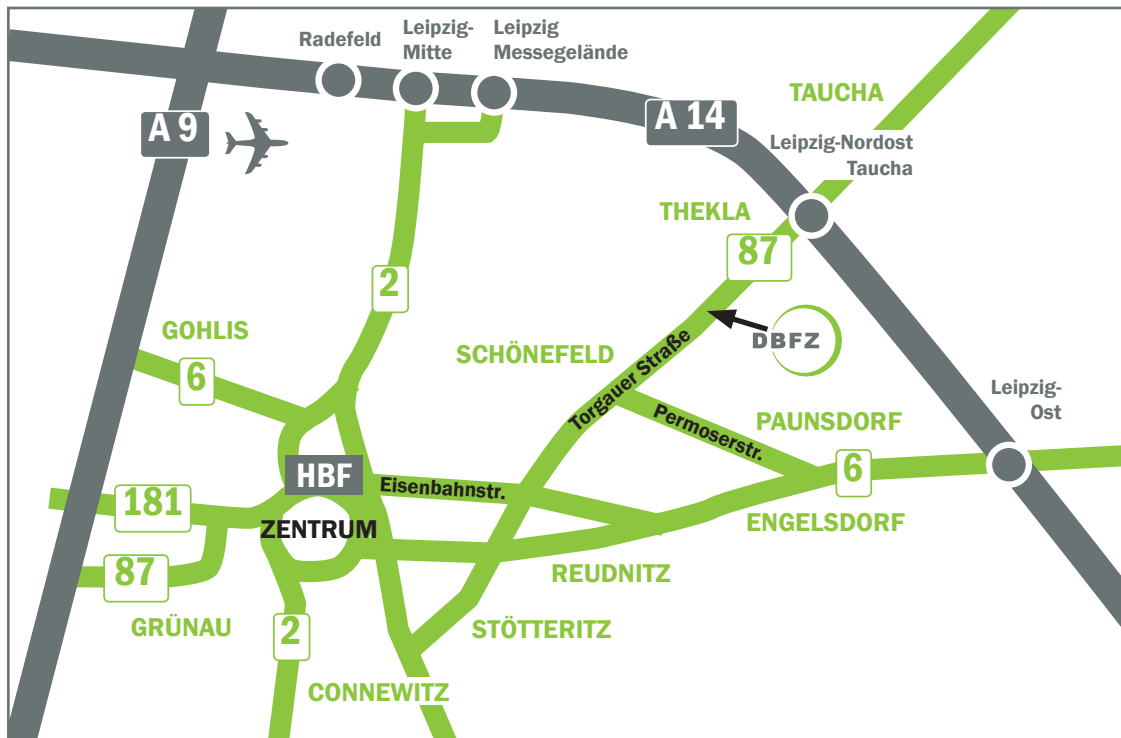 Radefeld
Leipzig-
Mitte
Leipzig
Messegelände
TAUCHA
A 9
A 14
Leipzig-Nordost
Taucha
THEKLA
87
2
GOHLIS
6
SCHÖNEFELD
Torgauer Straße
DBFZ
Leipzig-
Ost
Permoserstr.
PAUNSDORF
6
HBF
Eisenbahnstr.
181
ZENTRUM
ENGELSDORF
87
REUDNITZ
GRÜNAU
2
STÖTTERITZ
CONNEWITZ